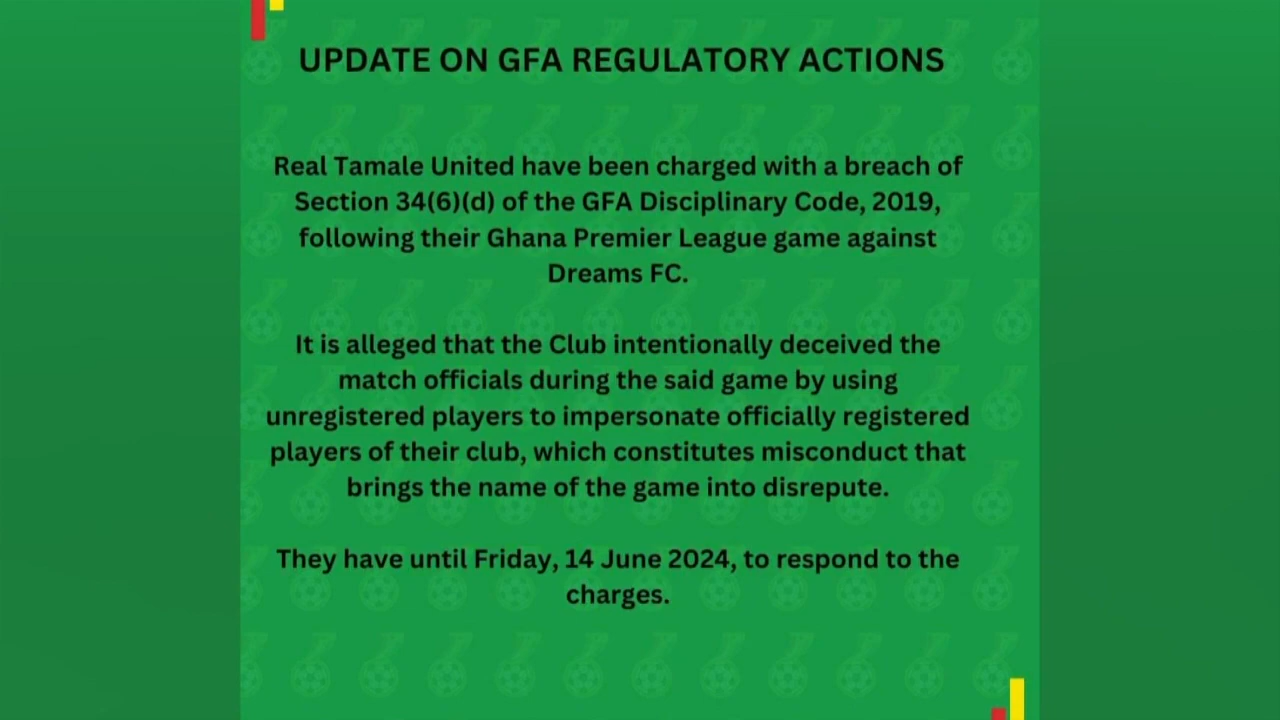 UPDATE ON GFA REGULATORY ACTIONS
Real Tamale United have been charged with a breach of
Section 34(6)(d) of the GFA Disciplinary Code, 2019,
following their Ghana Premier League game against
Dreams FC.
It is alleged that the Club intentionally deceived the
match officials during the said game by using
unregistered players to impersonate officially registered
players of their club, which constitutes misconduct that
brings the name of the game into disrepute.
They have until Friday, 14 June 2024, to respond to the
charges.